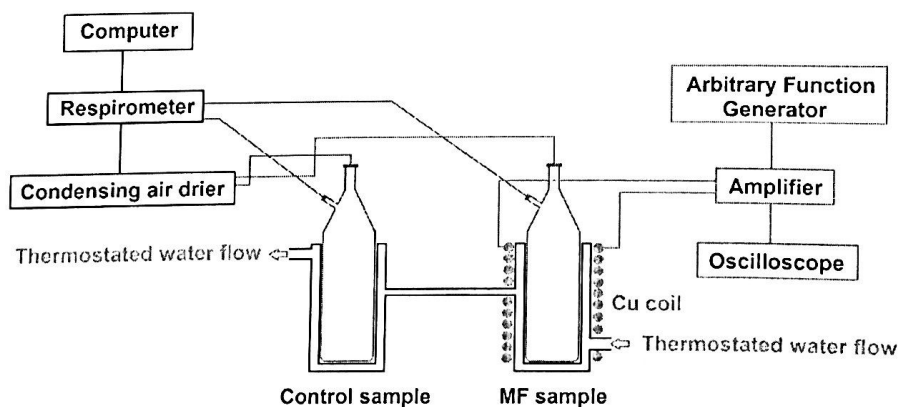 Computer
Respirometer
Condensing air drier
Thermostated water flow
Control sample
MF sample
Arbitrary Function
Generator
Amplifier
Oscilloscope
Cu coil
Thermostated water flow